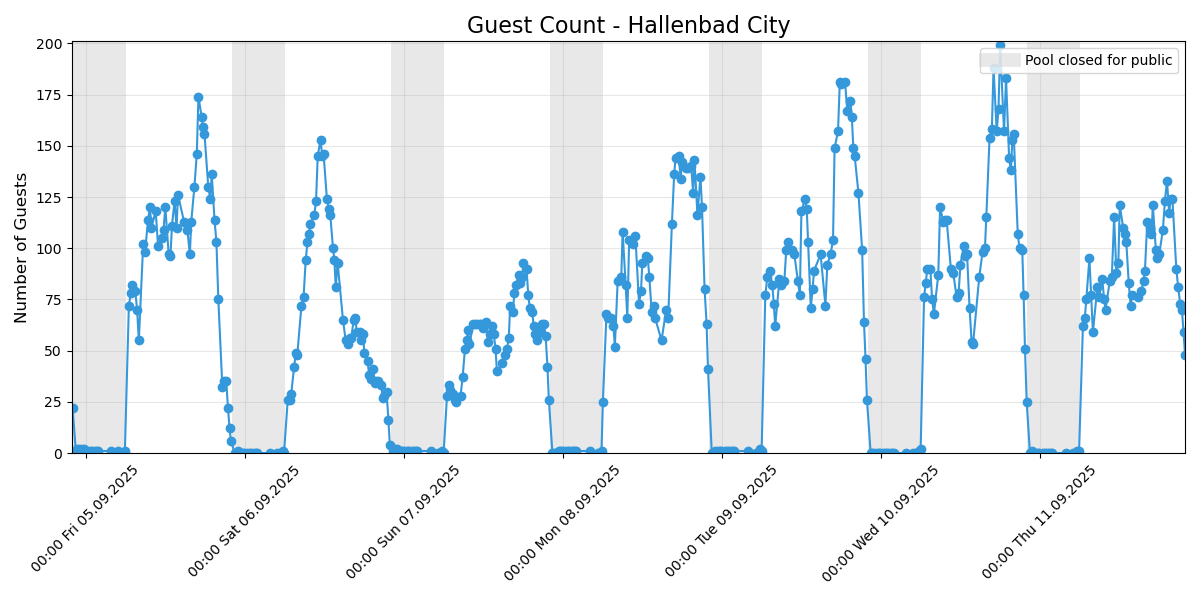 Guest Count - Hallenbad City
Pool closed for public
Number of Guests
200
175
150
125
100
75
50
25
0
00:00 Fri 05.09.2025
00:00 Sat 06.09.2025
00:00 Sun 07.09.2025
00:00 Mon 08.09.2025
00:00 Tue 09.09.2025
00:00 Wed 10.09.2025
00:00 Thu 11.09.2025